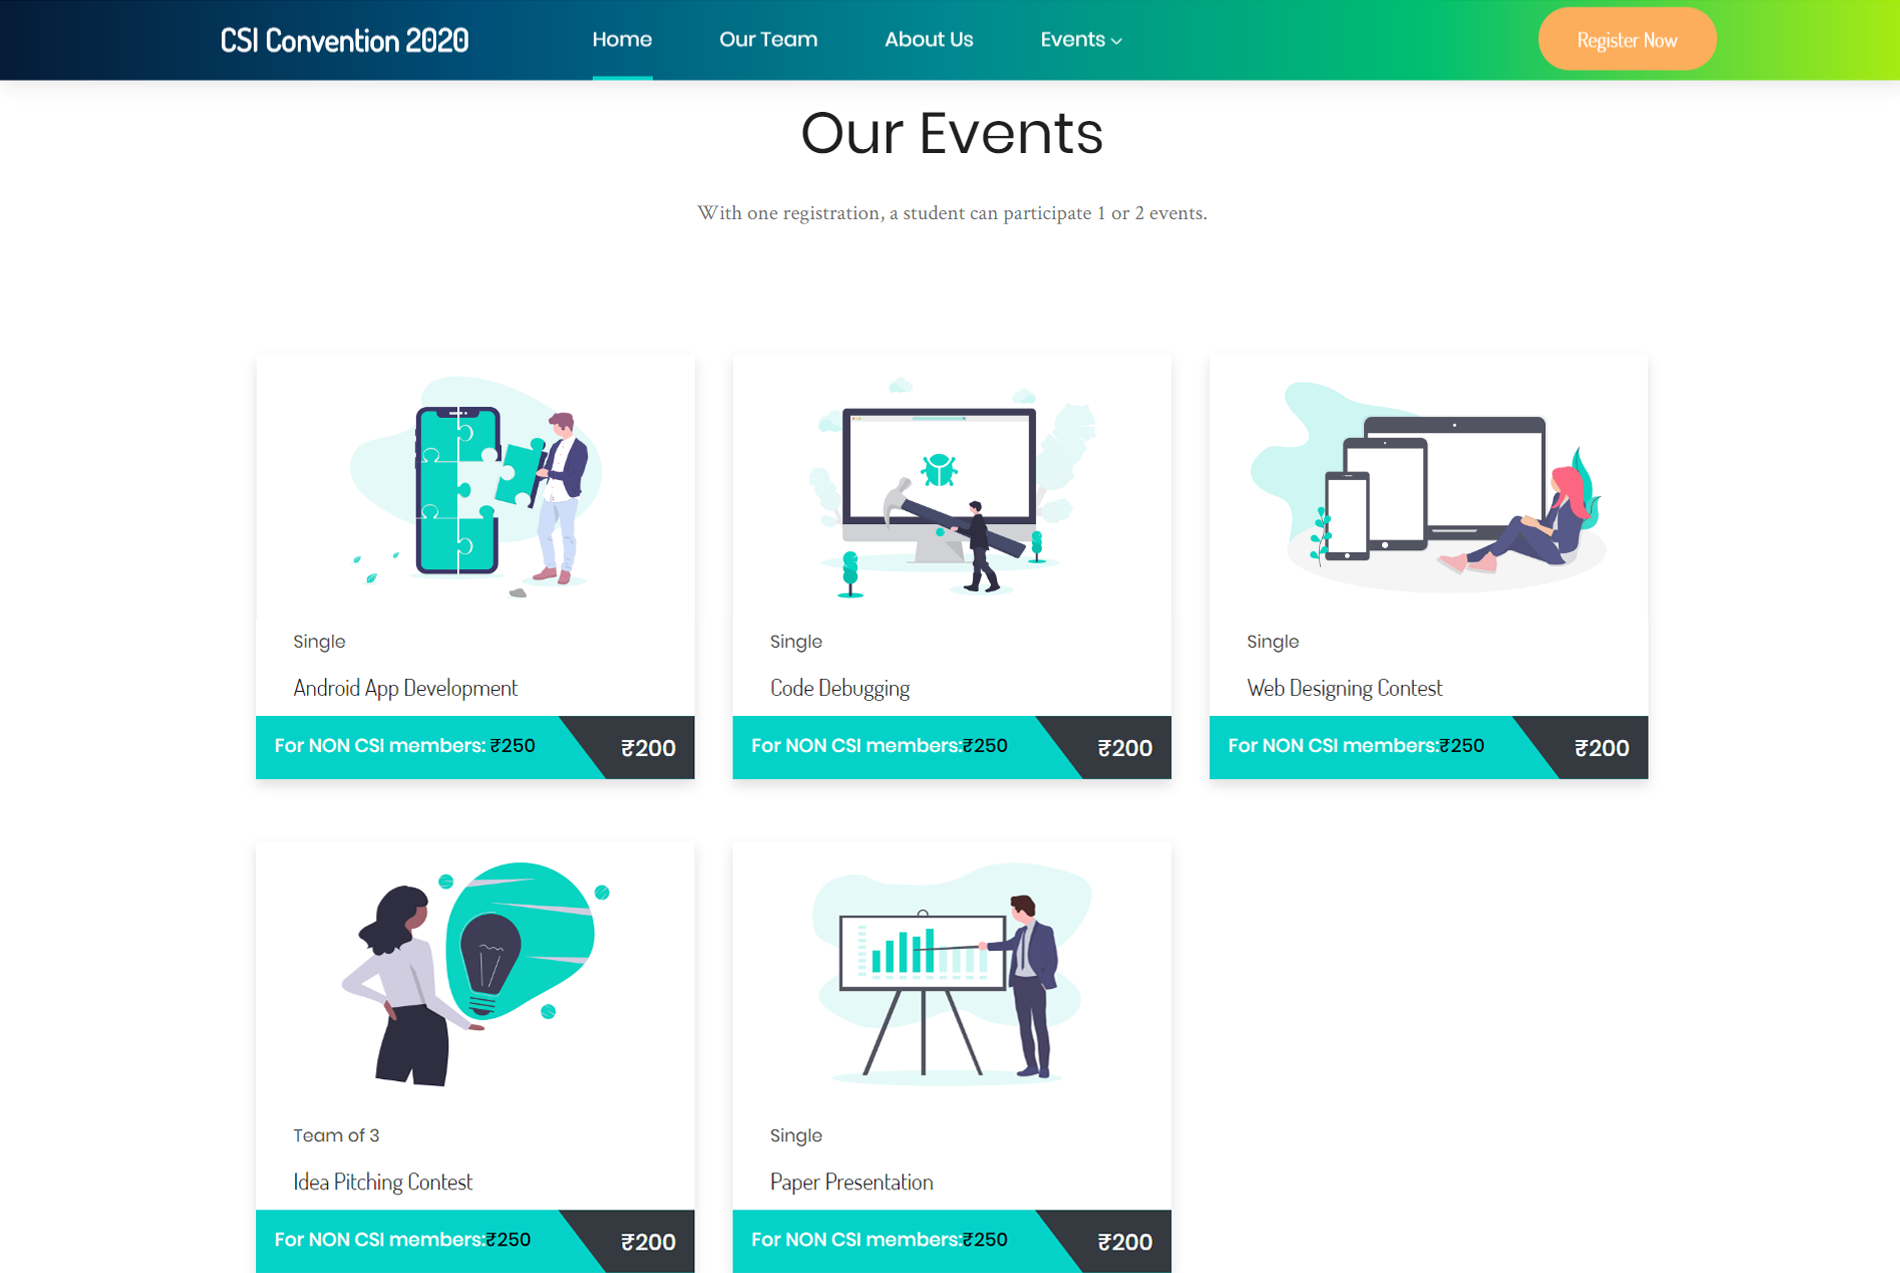 CSI Convention 2020
Home
Our Team
About Us
Events
Register Now
Our Events
With one registration, a student can participate 1 or 2 events.
Single
Android App Development
For NON CSI members: ₹250
₹200
Single
Code Debugging
For NON CSI members:₹250
₹200
Single
Web Designing Contest
For NON CSI members:₹250
₹200
Team of 3
Idea Pitching Contest
For NON CSI members:₹250
₹200
Single
Paper Presentation
For NON CSI members:₹250
₹200